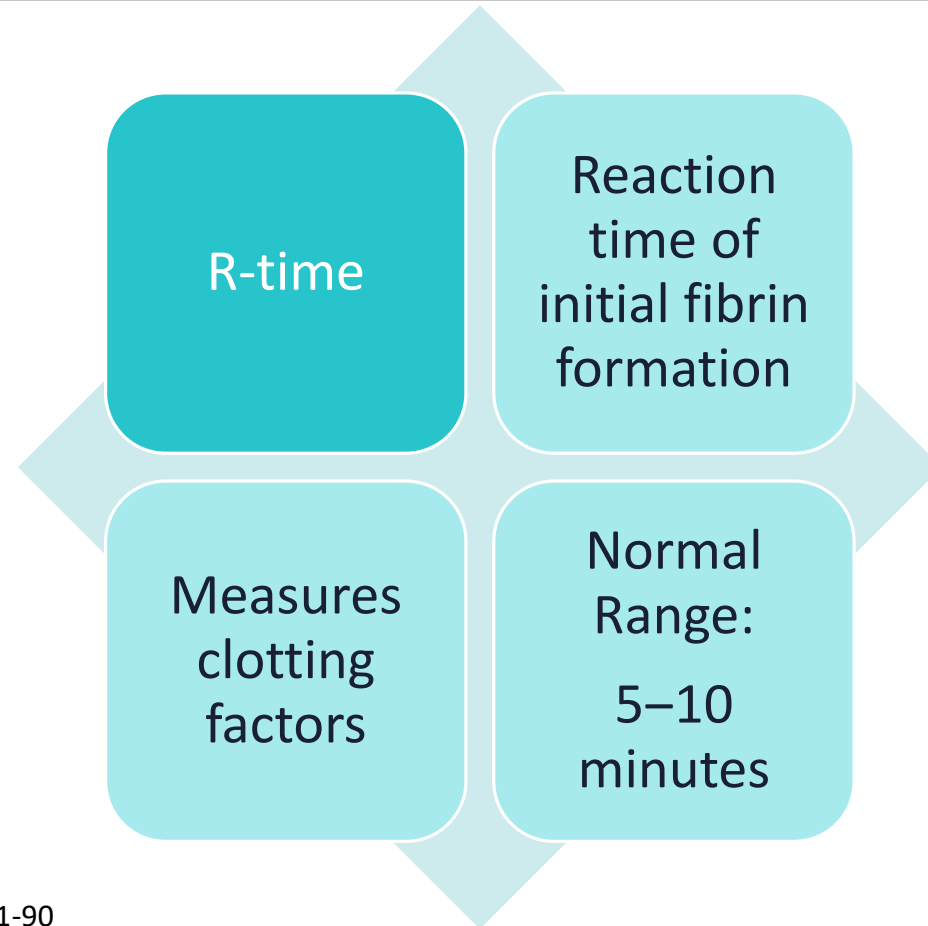 R-time
Reaction
time of
initial fibrin
formation
Measures
clotting
factors
Normal
Range:
5–10
minutes
1-90